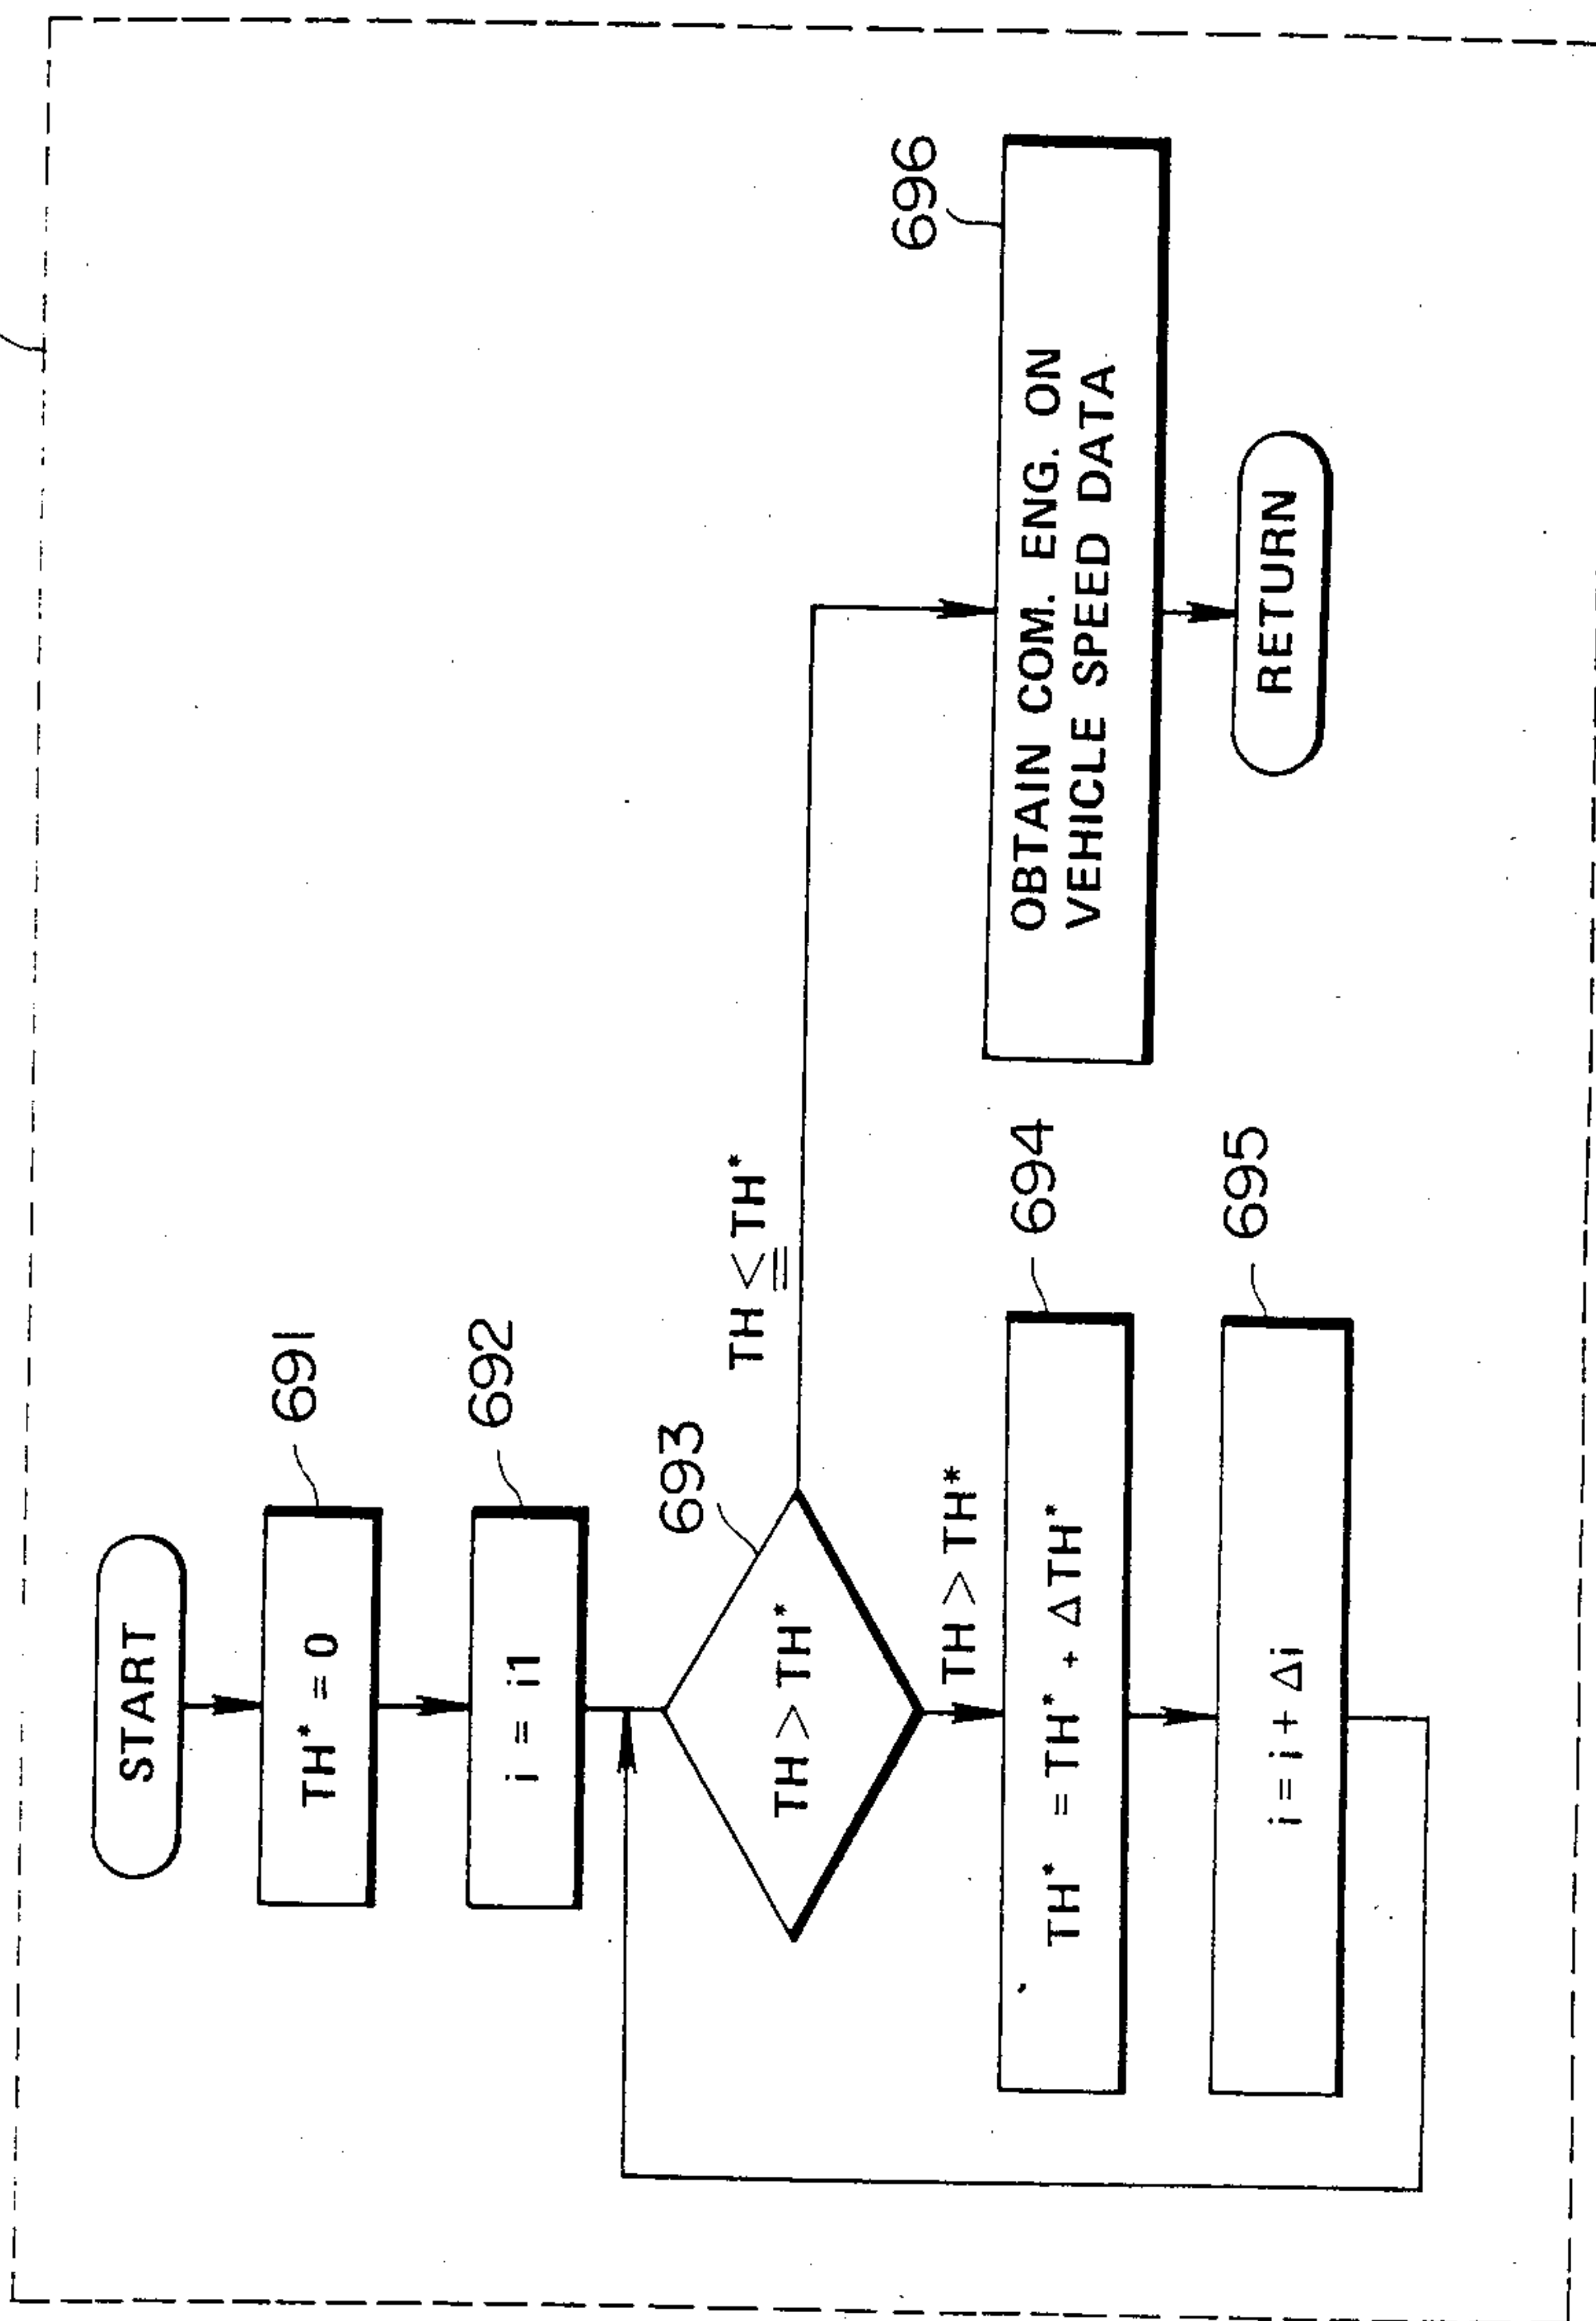 START
TH* = 0
691
i = i1
692
693
TH > TH*
TH ≦ TH*
TH > TH*
TH* = TH* + ΔTH*
694
i = i + Δi
695
696
OBTAIN COM. ENG. ON
VEHICLE SPEED DATA
RETURN